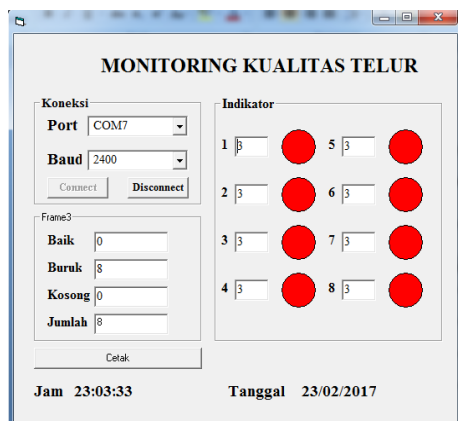 MONITORING KUALITAS TELUR
Koneksi
Port COM7
Baud 2400
Connect Disconnect
Frame3
Baik 0
Buruk 8
Kosong 0
Jumlah 8
Cetak
Indikator
1 3 5 3
2 3 6 3
3 3 7 3
4 3 8 3
Jam 23:03:33 Tanggal 23/02/2017